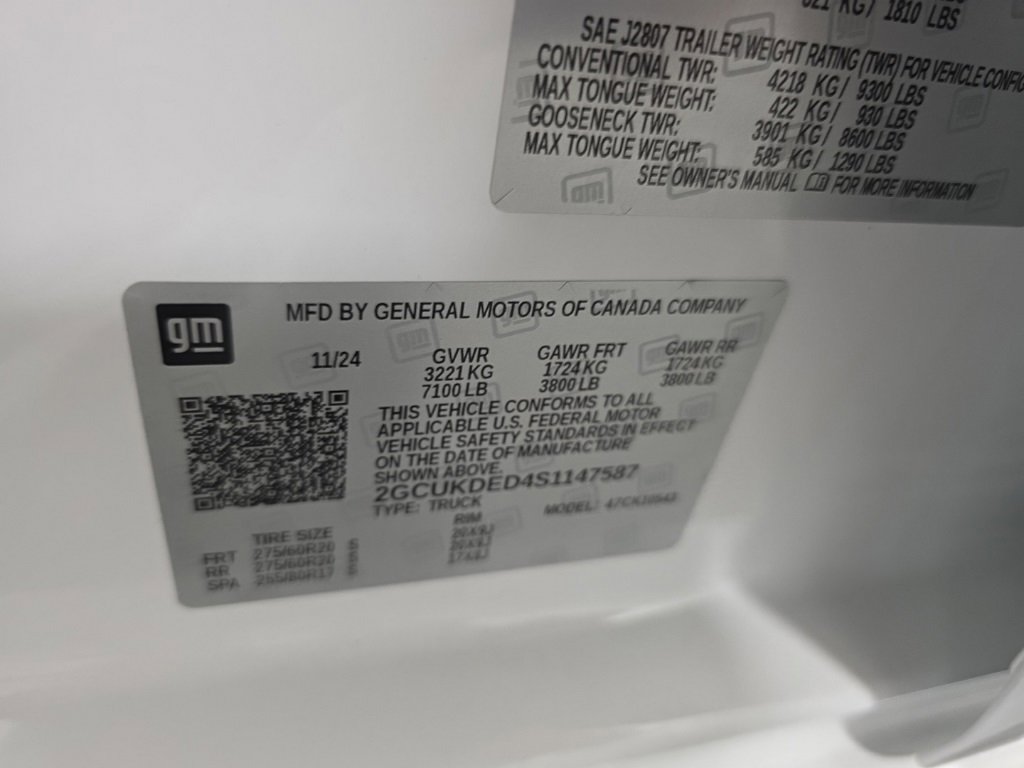 821 KG / 1810 LBS
SAE J2807 TRAILER WEIGHT RATING (TWR) FOR VEHICLE CONFIG
CONVENTIONAL TWR: 4218 KG / 9300 LBS
MAX TONGUE WEIGHT: 422 KG / 930 LBS
GOOSENECK TWR: 3901 KG / 8600 LBS
MAX TONGUE WEIGHT: 585 KG / 1290 LBS
SEE OWNER'S MANUAL FOR MORE INFORMATION
gm
gm
MFD BY GENERAL MOTORS OF CANADA COMPANY
11/24 GVWR GAWR FRT GAWR RR
3221 KG 1724 KG 1724 KG
7100 LB 3800 LB 3800 LB
THIS VEHICLE CONFORMS TO ALL
APPLICABLE U.S. FEDERAL MOTOR
VEHICLE SAFETY STANDARDS IN EFFECT
ON THE DATE OF MANUFACTURE
SHOWN ABOVE.
2GCUKDED4S1147587
TYPE: TRUCK MODEL:
TIRE SIZE RIM
FRT 275/60R20 20X9J
RR 275/60R20 20X9J
SPA 255/80R17 17X8J